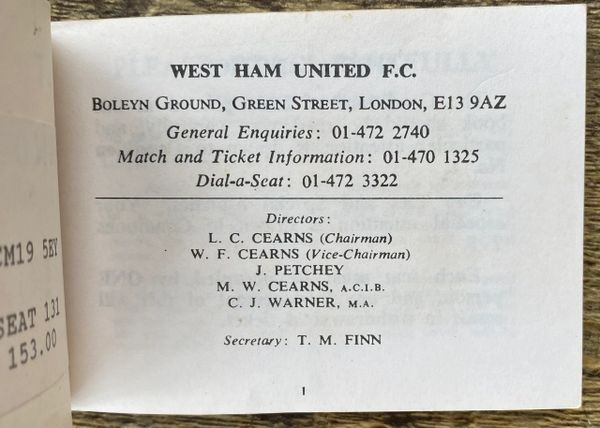 WEST HAM UNITED F.C.
BOLEYN GROUND, GREEN STREET, LONDON, E13 9AZ
General Enquiries: 01-472 2740
Match and Ticket Information: 01-470 1325
Dial-a-Seat: 01-472 3322
Directors:
L. C. CEARNS (Chairman)
W. F. CEARNS (Vice-Chairman)
J. PETCHEY
M. W. CEARNS, A.C.I.B.
C. J. WARNER, M.A.
Secretary: T. M. FINN
1
CM19 5EY
SEAT 131
153.00